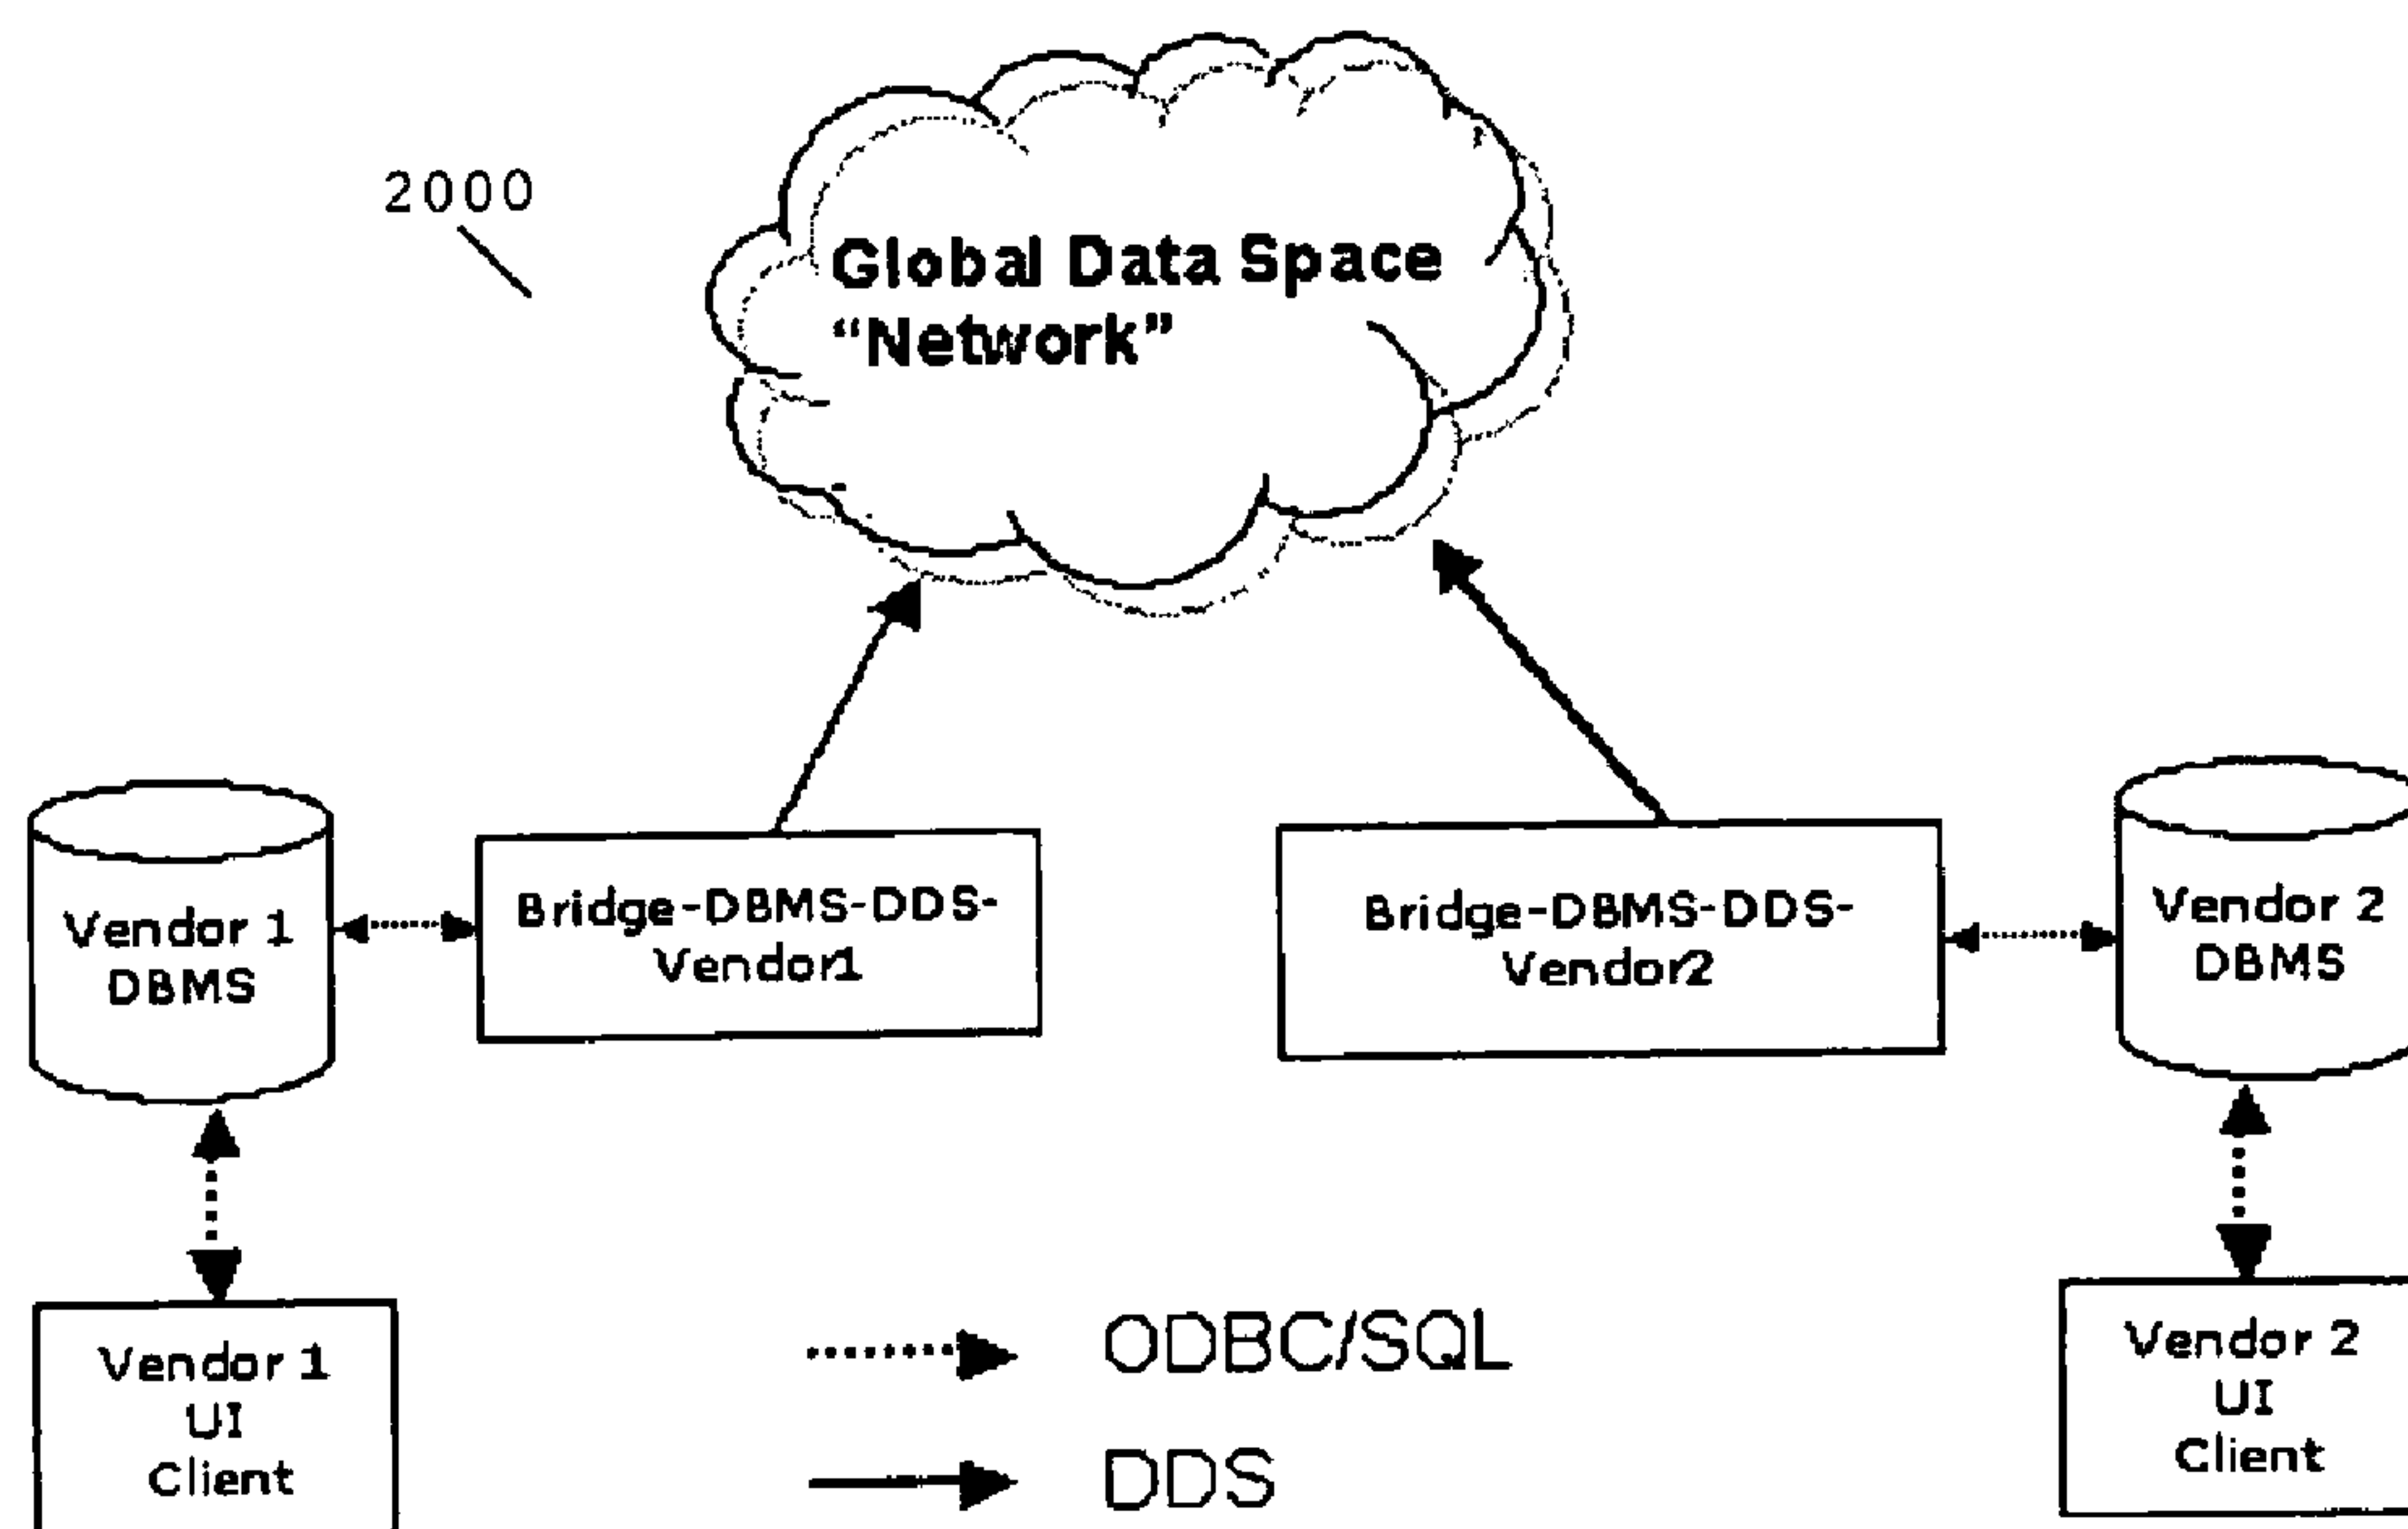 2000
Global Data Space
“Network”
Vendor 1
DBMS
Bridge-DBMS-DDS-
Vendor1
Bridge-DBMS-DDS-
Vendor2
Vendor 2
DBMS
Vendor 1
UI
Client
ODBC/SQL
DDS
Vendor 2
UI
Client